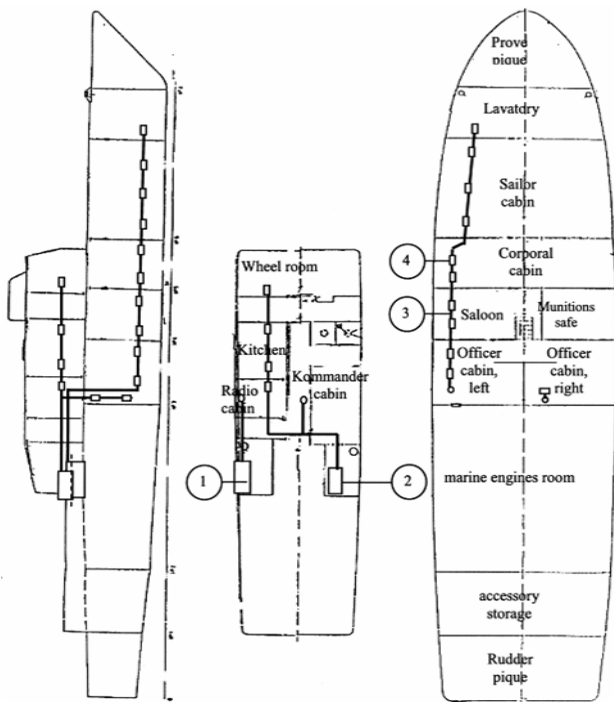 Prove
pique
Lavatory
Sailor
cabin
4
Corporal
cabin
Wheel room
3
Saloon
Munitions
safe
Kitchen
Officer
cabin,
left
Officer
cabin,
right
Kommander
cabin
Radio
cabin
1
2
marine engines room
accessory
storage
Rudder
pique